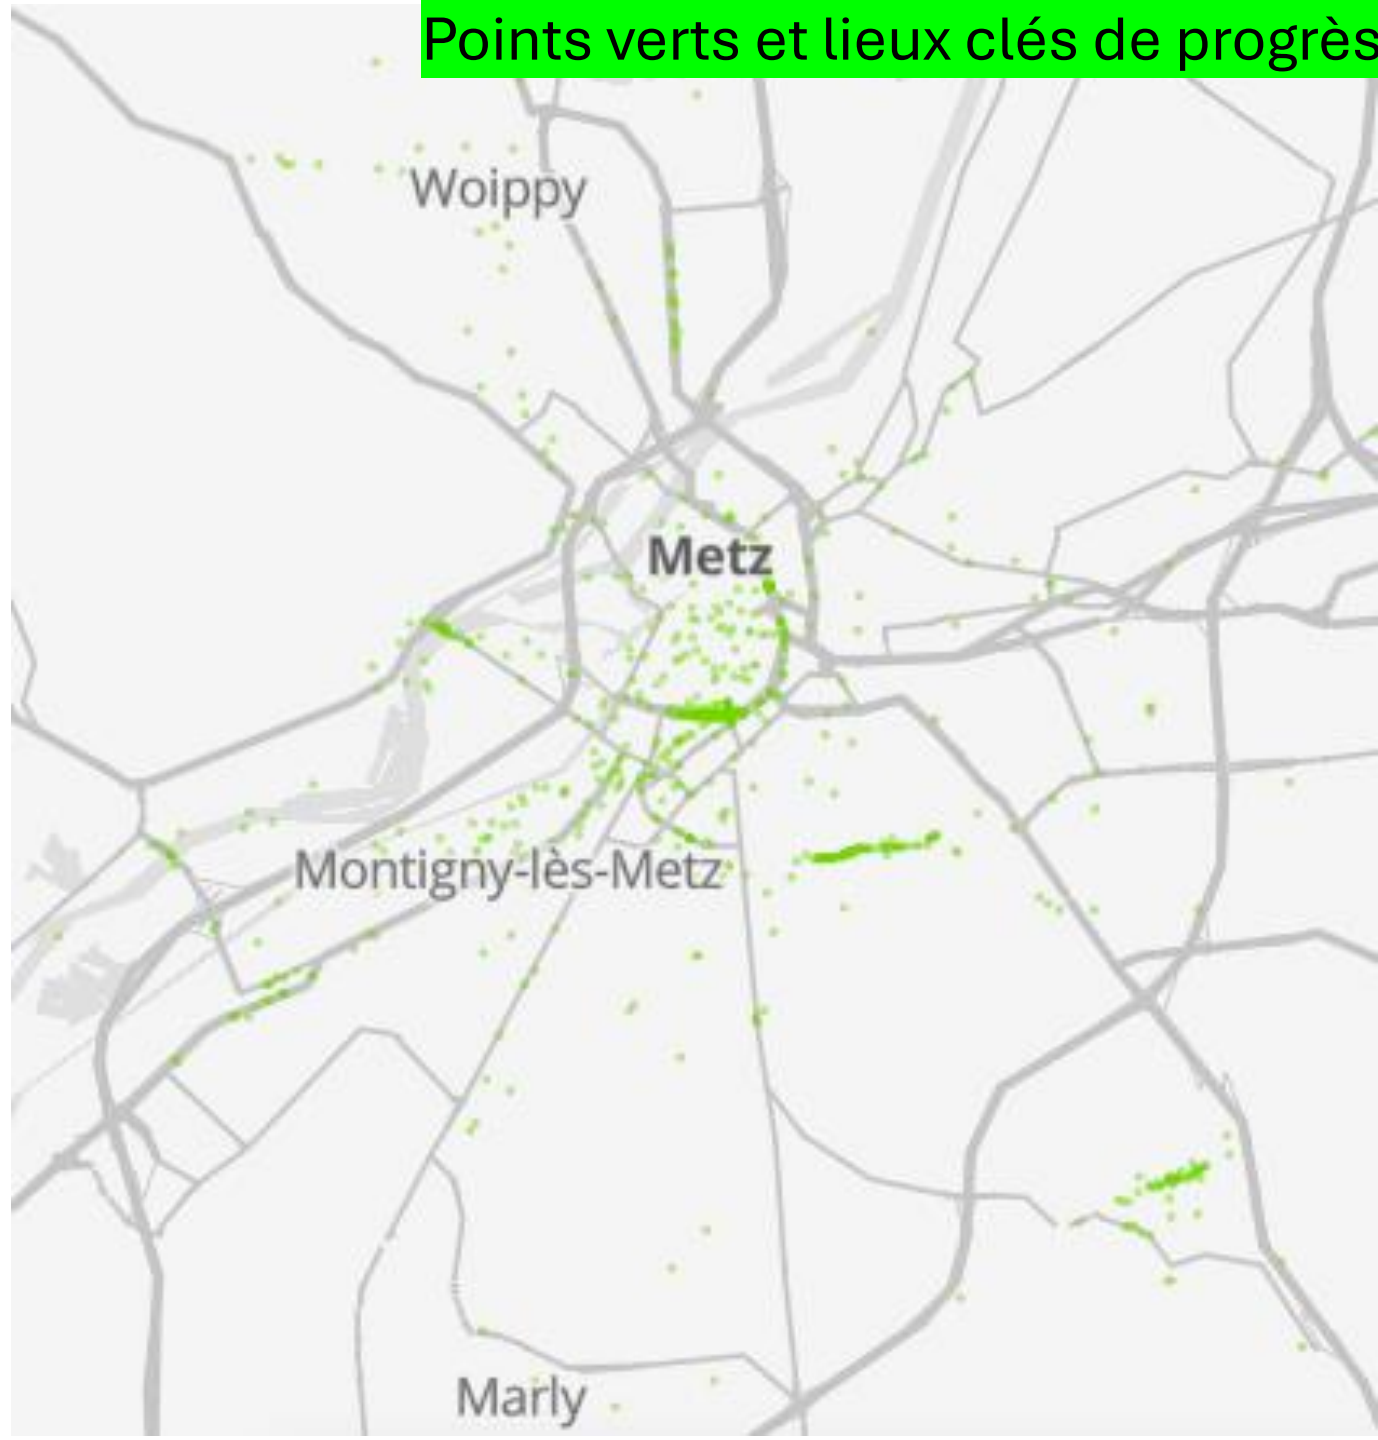 Points verts et lieux clés de progrès
Woippy
Metz
Montigny-lès-Metz
Marly